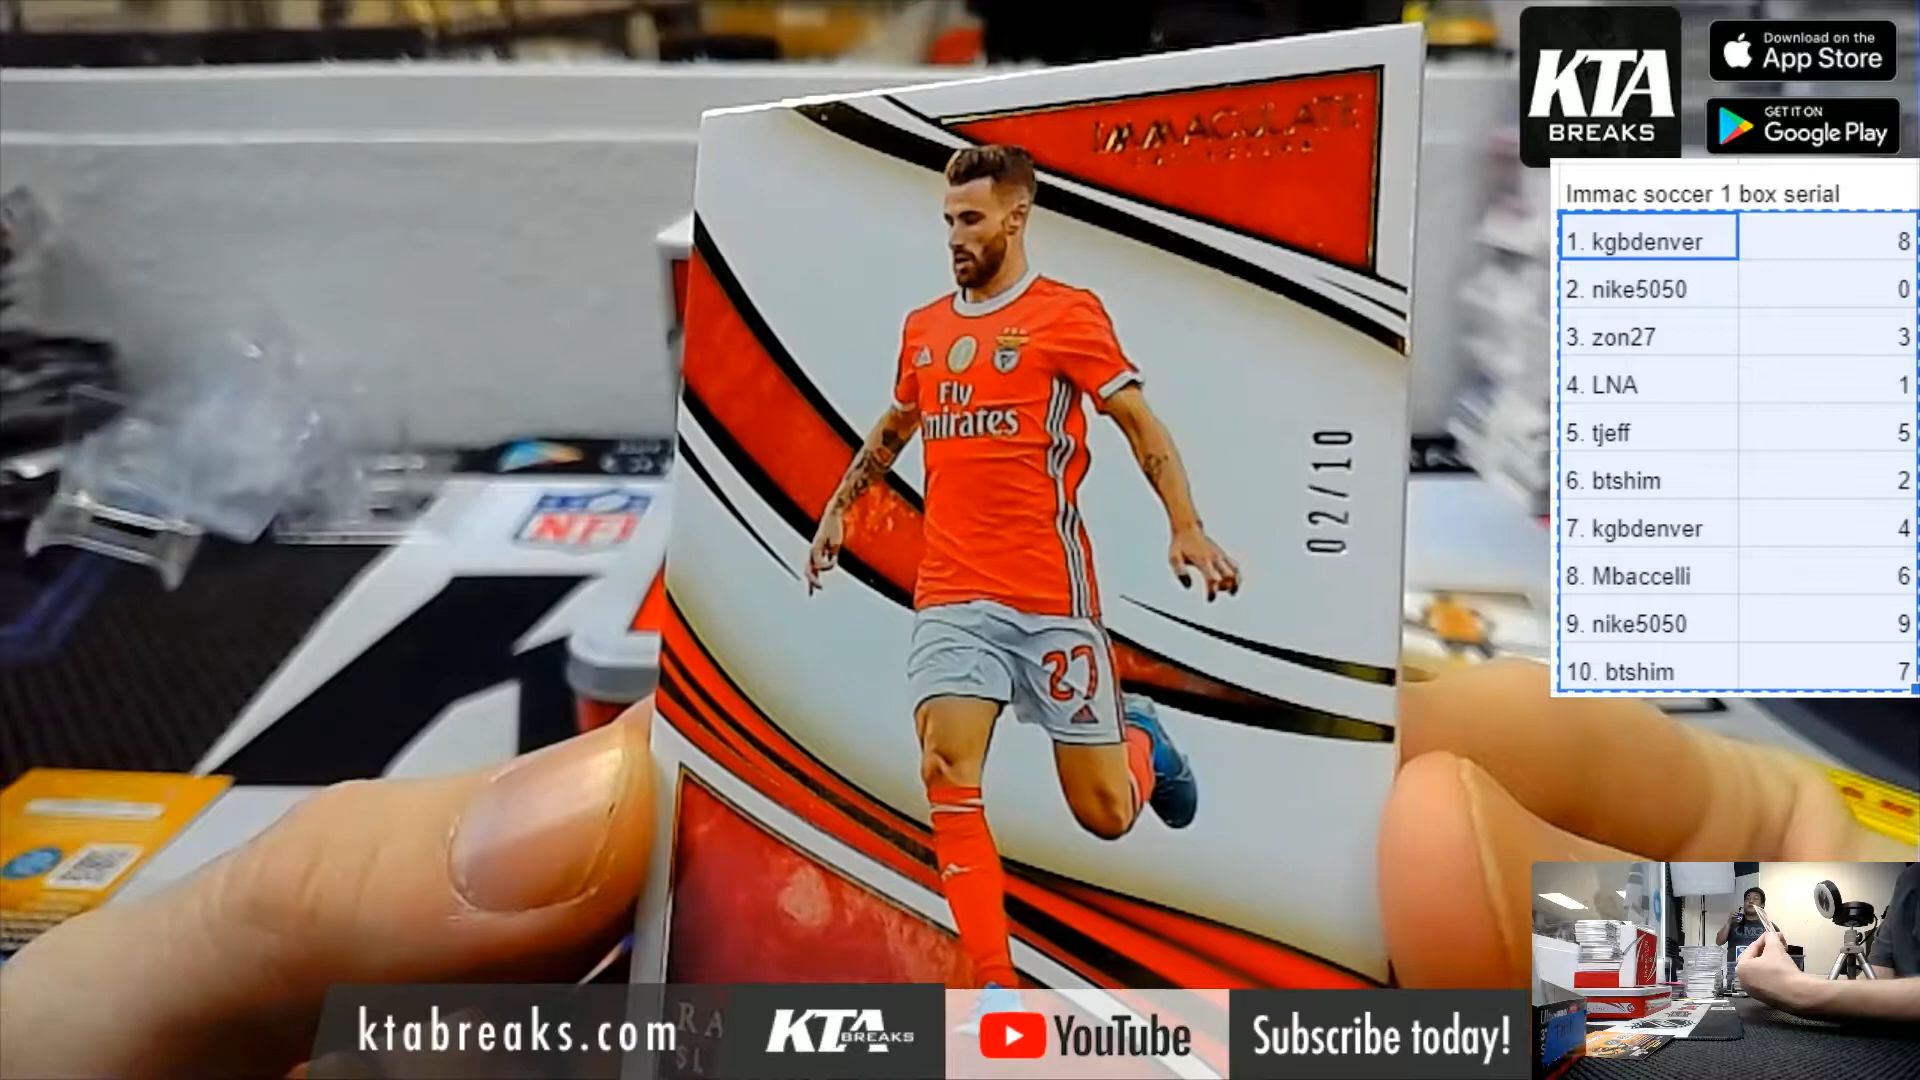 IMMACULATE
COLLECTION
Fly
Emirates
27
02/10
NFL
KTA
BREAKS
Download on the
App Store
GET IT ON
Google Play
Immac soccer 1 box serial
1. kgbdenver 8
2. nike5050 0
3. zon27 3
4. LNA 1
5. tjeff 5
6. btshim 2
7. kgbdenver 4
8. Mbaccelli 6
9. nike5050 9
10. btshim 7
ktabreaks.com
RA
SL
KTA BREAKS
YouTube
Subscribe today!